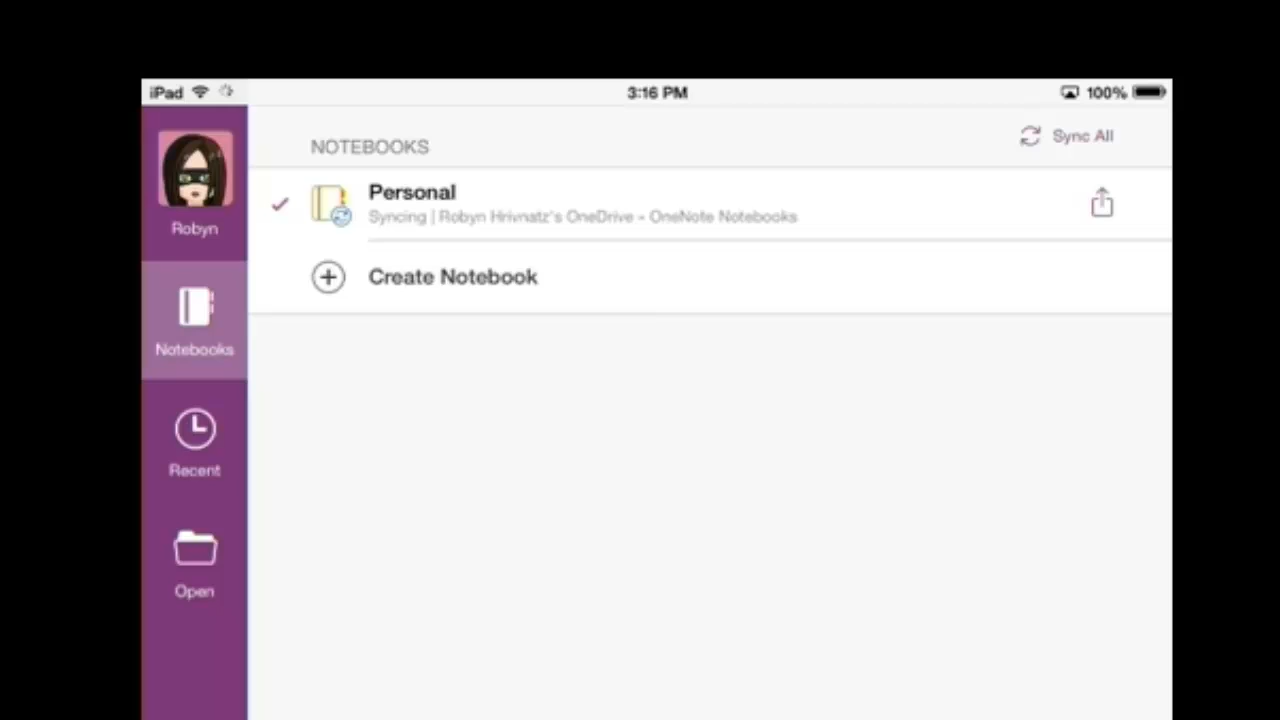 iPad
3:16 PM
100%
NOTEBOOKS
Sync All
Robyn
Personal
Syncing | Robyn Hrivnatz's OneDrive - OneNote Notebooks
Create Notebook
Notebooks
Recent
Open